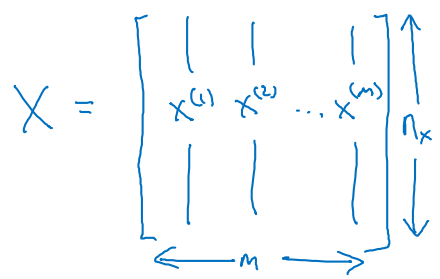 X = [ x^(1) x^(2) ... x^(m) ] n_x
m